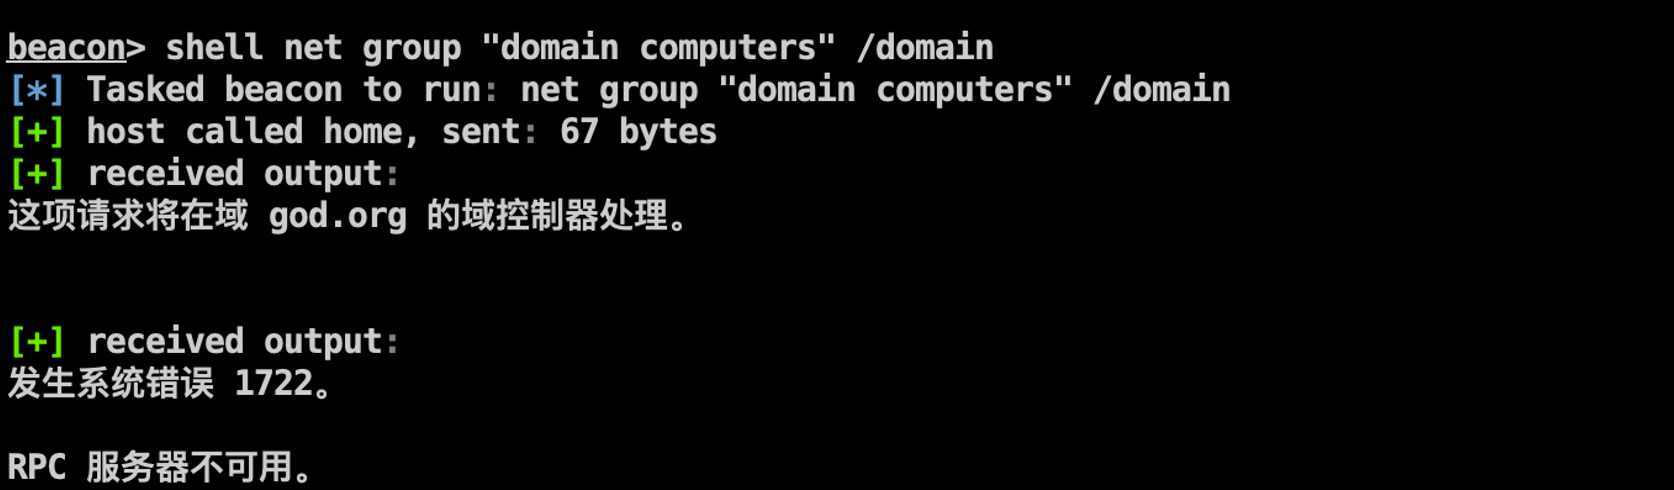 beacon> shell net group "domain computers" /domain
[*] Tasked beacon to run: net group "domain computers" /domain
[+] host called home, sent: 67 bytes
[+] received output:
这项请求将在域 god.org 的域控制器处理。
[+] received output:
发生系统错误 1722。
RPC 服务器不可用。